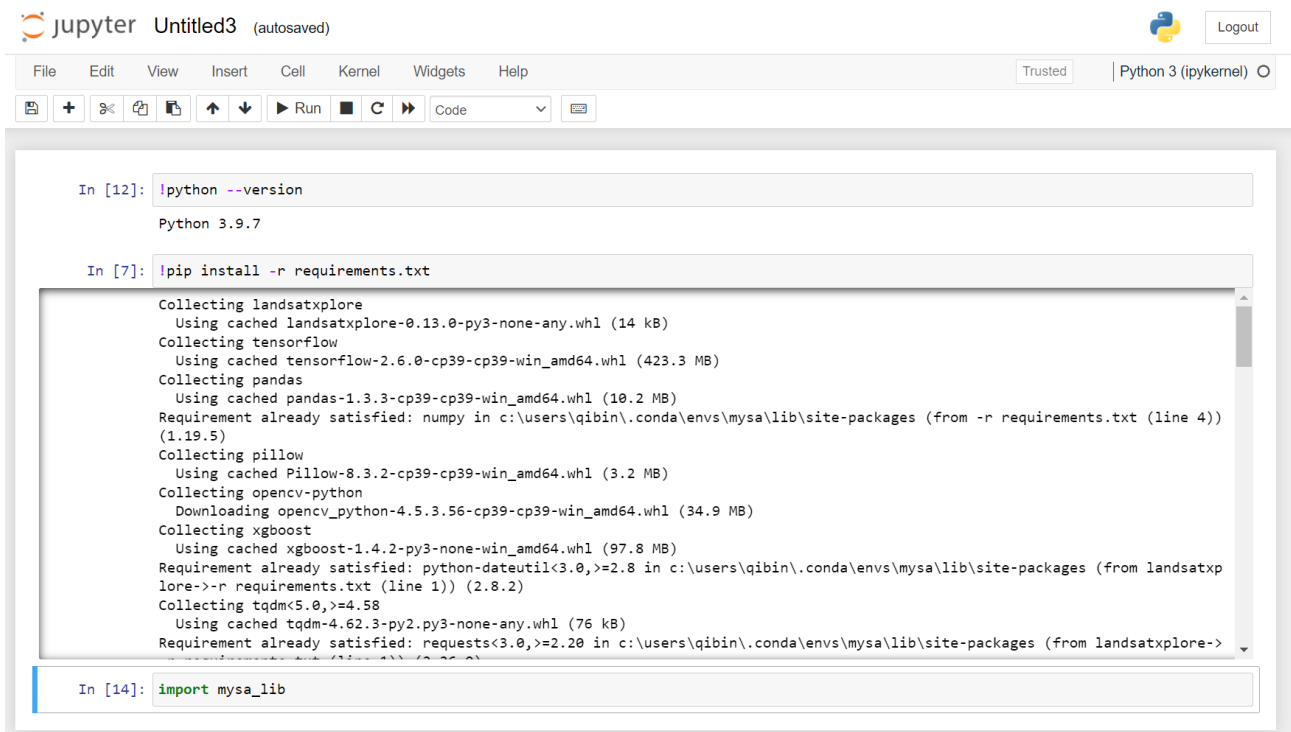 jupyter Untitled3 (autosaved)
Logout
File Edit View Insert Cell Kernel Widgets Help
Trusted Python 3 (ipykernel)
Run Code
In [12]: !python --version
Python 3.9.7
In [7]: !pip install -r requirements.txt
Collecting landsatxplore
Using cached landsatxplore-0.13.0-py3-none-any.whl (14 kB)
Collecting tensorflow
Using cached tensorflow-2.6.0-cp39-cp39-win_amd64.whl (423.3 MB)
Collecting pandas
Using cached pandas-1.3.3-cp39-cp39-win_amd64.whl (10.2 MB)
Requirement already satisfied: numpy in c:\users\qibin\.conda\envs\mysa\lib\site-packages (from -r requirements.txt (line 4))
(1.19.5)
Collecting pillow
Using cached Pillow-8.3.2-cp39-cp39-win_amd64.whl (3.2 MB)
Collecting opencv-python
Downloading opencv_python-4.5.3.56-cp39-cp39-win_amd64.whl (34.9 MB)
Collecting xgboost
Using cached xgboost-1.4.2-py3-none-win_amd64.whl (97.8 MB)
Requirement already satisfied: python-dateutil<3.0,>=2.8 in c:\users\qibin\.conda\envs\mysa\lib\site-packages (from landsatxp
lore->-r requirements.txt (line 1)) (2.8.2)
Collecting tqdm<5.0,>=4.58
Using cached tqdm-4.62.3-py2.py3-none-any.whl (76 kB)
Requirement already satisfied: requests<3.0,>=2.20 in c:\users\qibin\.conda\envs\mysa\lib\site-packages (from landsatxplore->
In [14]: import mysa_lib